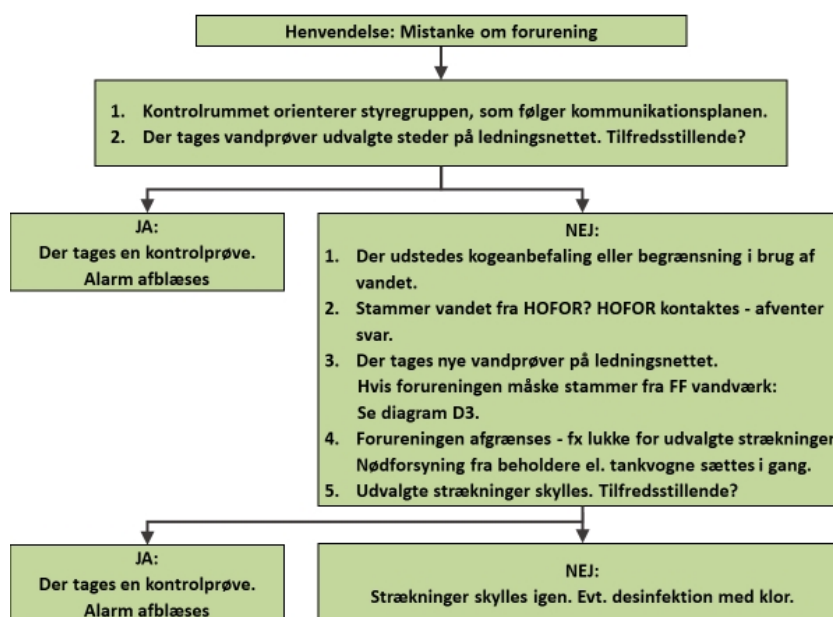 Henvendelse: Mistanke om forurening
1. Kontrolrummet orienterer styregruppen, som følger kommunikationsplanen.
2. Der tages vandprøver udvalgte steder på ledningsnettet. Tilfredsstillende?
JA:
Der tages en kontrolprøve.
Alarm afblæses
NEJ:
1. Der udstedes kogeanbefaling eller begrænsning i brug af
vandet.
2. Stammer vandet fra HOFOR? HOFOR kontaktes - afventer
svar.
3. Der tages nye vandprøver på ledningsnettet.
Hvis forureningen måske stammer fra FF vandværk:
Se diagram D3.
4. Forureningen afgrænses - fx lukke for udvalgte strækninger
Nødforsyning fra beholdere el. tankvogne sættes i gang.
5. Udvalgte strækninger skylles. Tilfredsstillende?
JA:
Der tages en kontrolprøve.
Alarm afblæses
NEJ:
Strækninger skylles igen. Evt. desinfektion med klor.